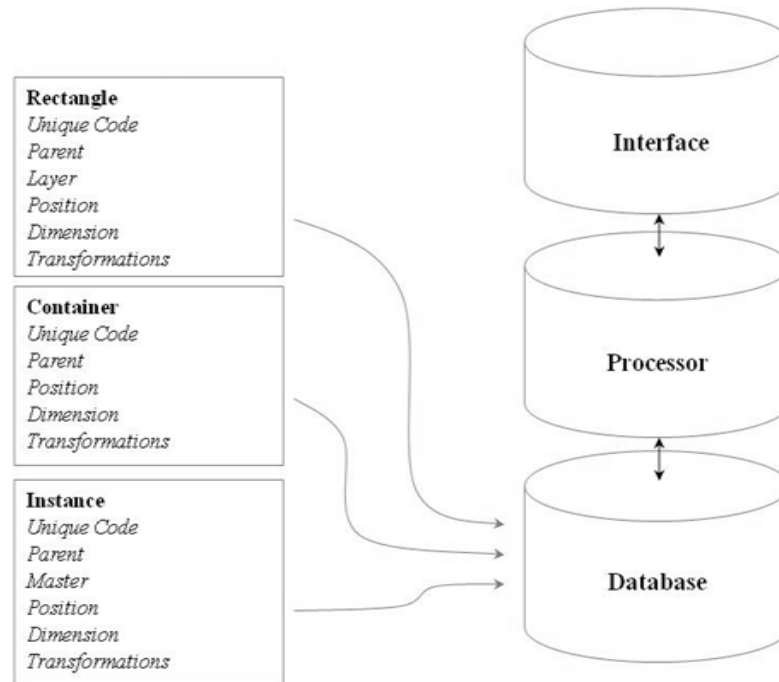 Rectangle
Unique Code
Parent
Layer
Position
Dimension
Transformations
Container
Unique Code
Parent
Position
Dimension
Transformations
Instance
Unique Code
Parent
Master
Position
Dimension
Transformations
Interface
Processor
Database